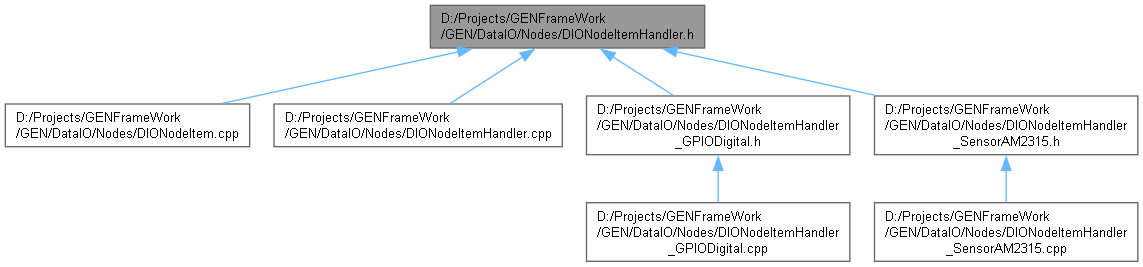 D:/Projects/GENFrameWork
/GEN/DataIO/Nodes/DIONodeItemHandler.h
D:/Projects/GENFrameWork
/GEN/DataIO/Nodes/DIONodeItem.cpp
D:/Projects/GENFrameWork
/GEN/DataIO/Nodes/DIONodeItemHandler.cpp
D:/Projects/GENFrameWork
/GEN/DataIO/Nodes/DIONodeItemHandler
_GPIODigital.h
D:/Projects/GENFrameWork
/GEN/DataIO/Nodes/DIONodeItemHandler
_SensorAM2315.h
D:/Projects/GENFrameWork
/GEN/DataIO/Nodes/DIONodeItemHandler
_GPIODigital.cpp
D:/Projects/GENFrameWork
/GEN/DataIO/Nodes/DIONodeItemHandler
_SensorAM2315.cpp